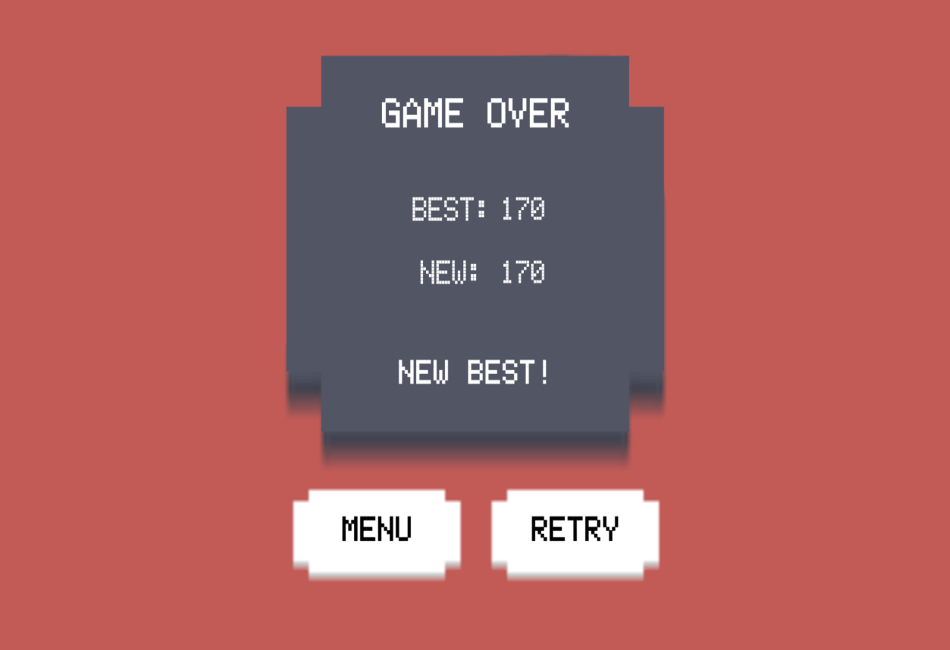 GAME OVER
BEST: 170
NEW: 170
NEW BEST!
MENU
RETRY